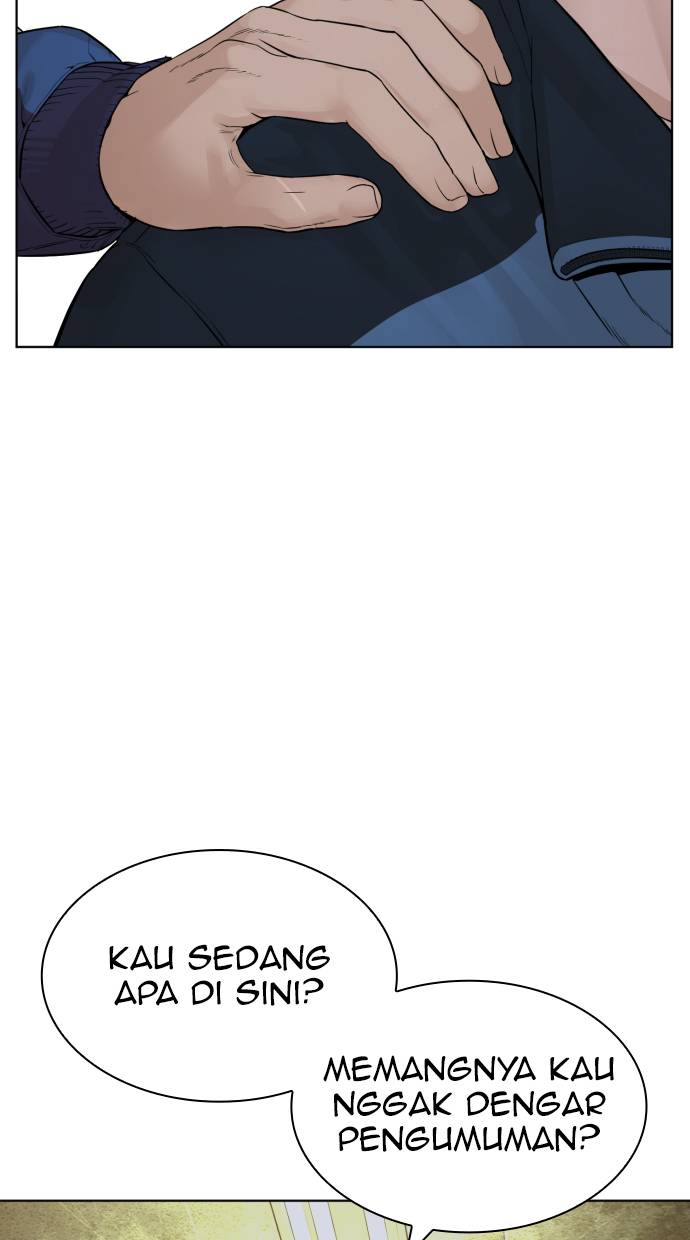 KAU SEDANG
APA DI SINI?
MEMANGNYA KAU
NGGAK DENGAR
PENGUMUMAN?